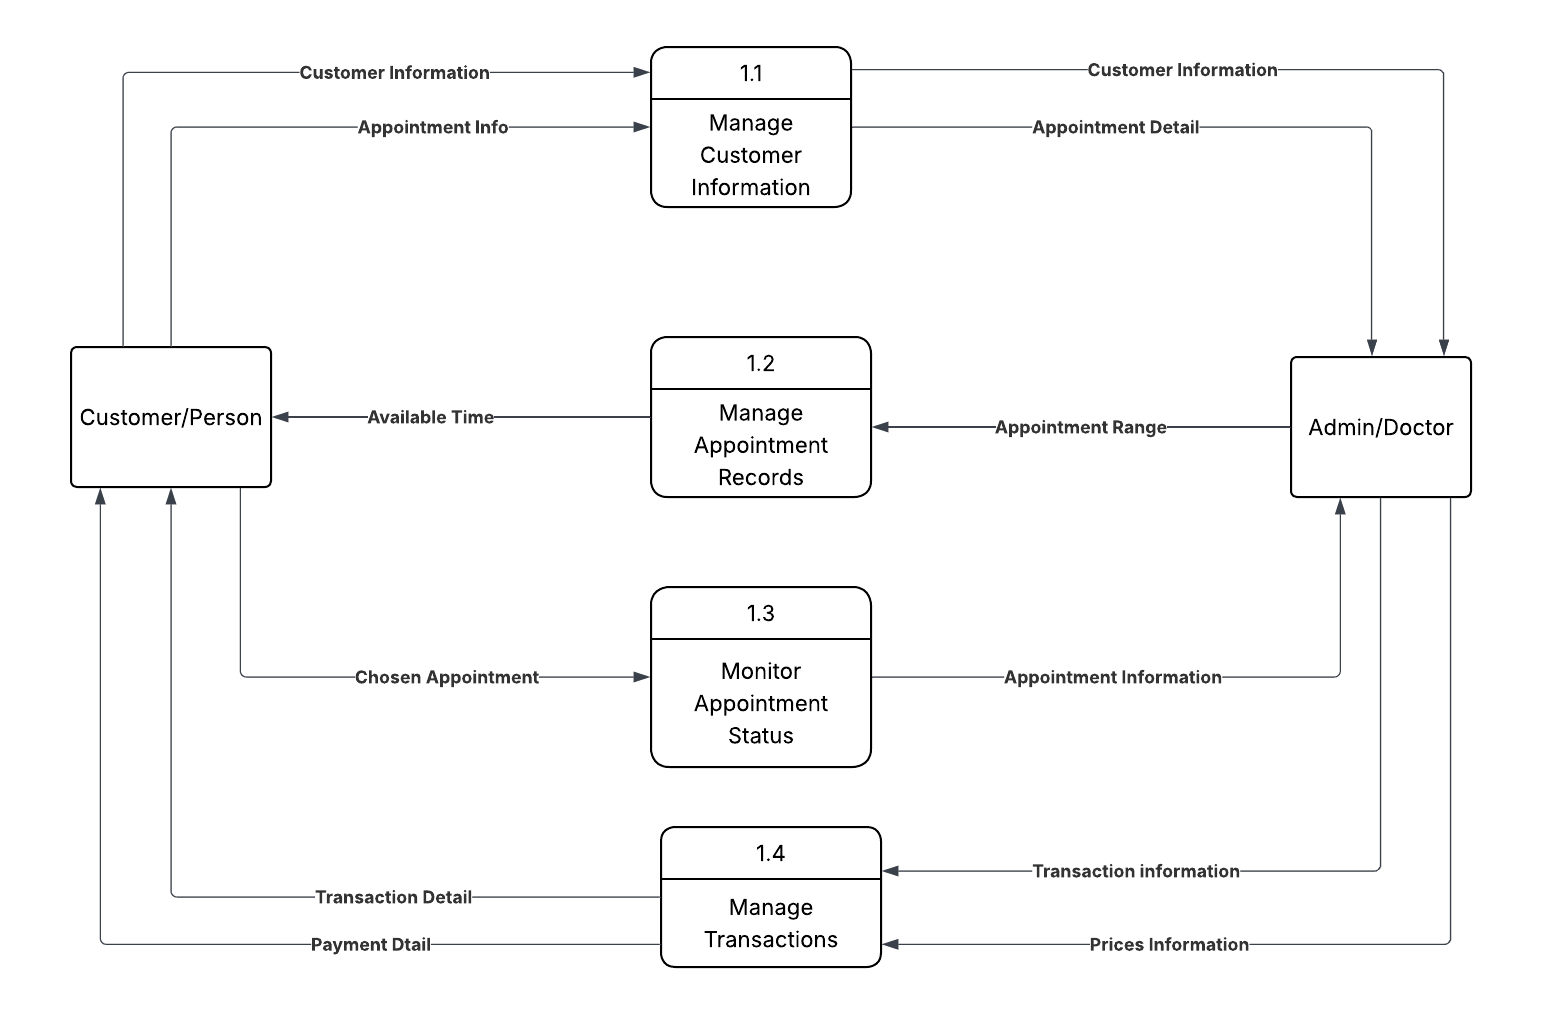 Customer Information
1.1
Customer Information
Appointment Info
Manage
Customer
Information
Appointment Detail
Customer/Person
Available Time
1.2
Manage
Appointment
Records
Appointment Range
Admin/Doctor
Chosen Appointment
1.3
Monitor
Appointment
Status
Appointment Information
1.4
Manage
Transactions
Transaction information
Transaction Detail
Payment Dtail
Prices Information